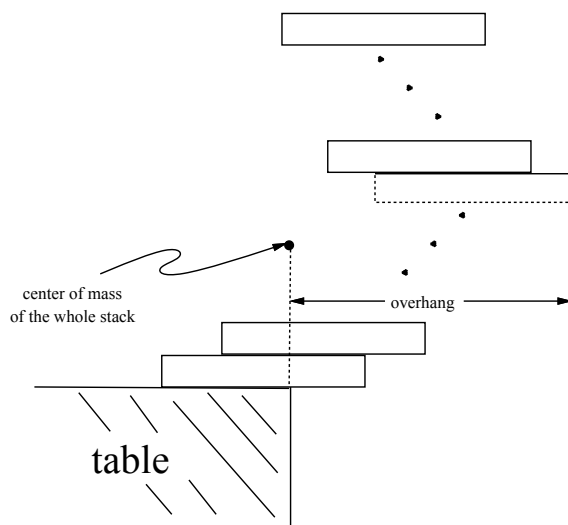 center of mass
of the whole stack
overhang
table